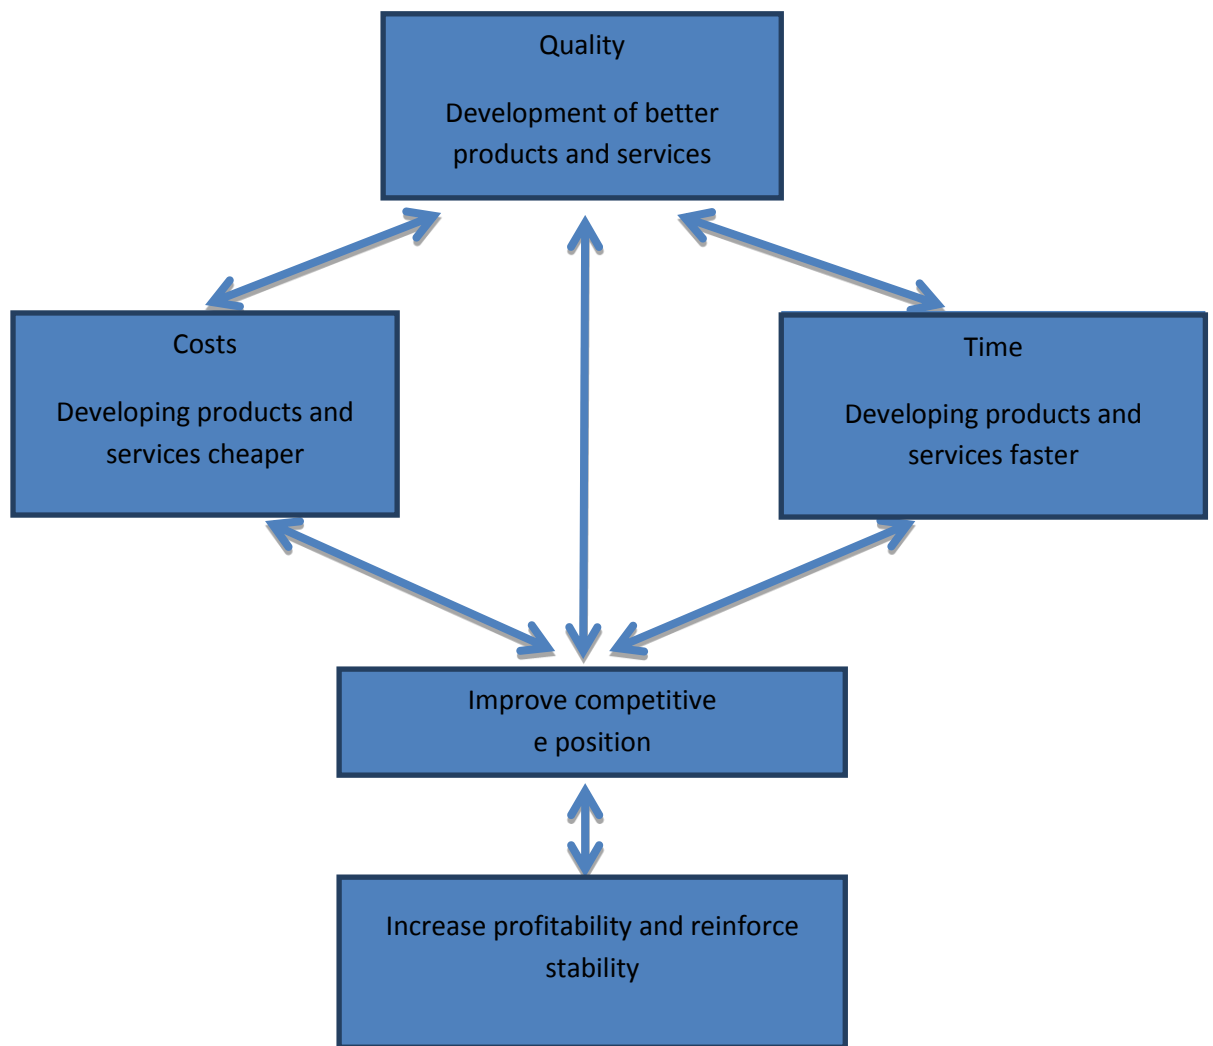 Quality
Development of better
products and services
Costs
Developing products and
services cheaper
Time
Developing products and
services faster
Improve competitive
e position
Increase profitability and reinforce
stability